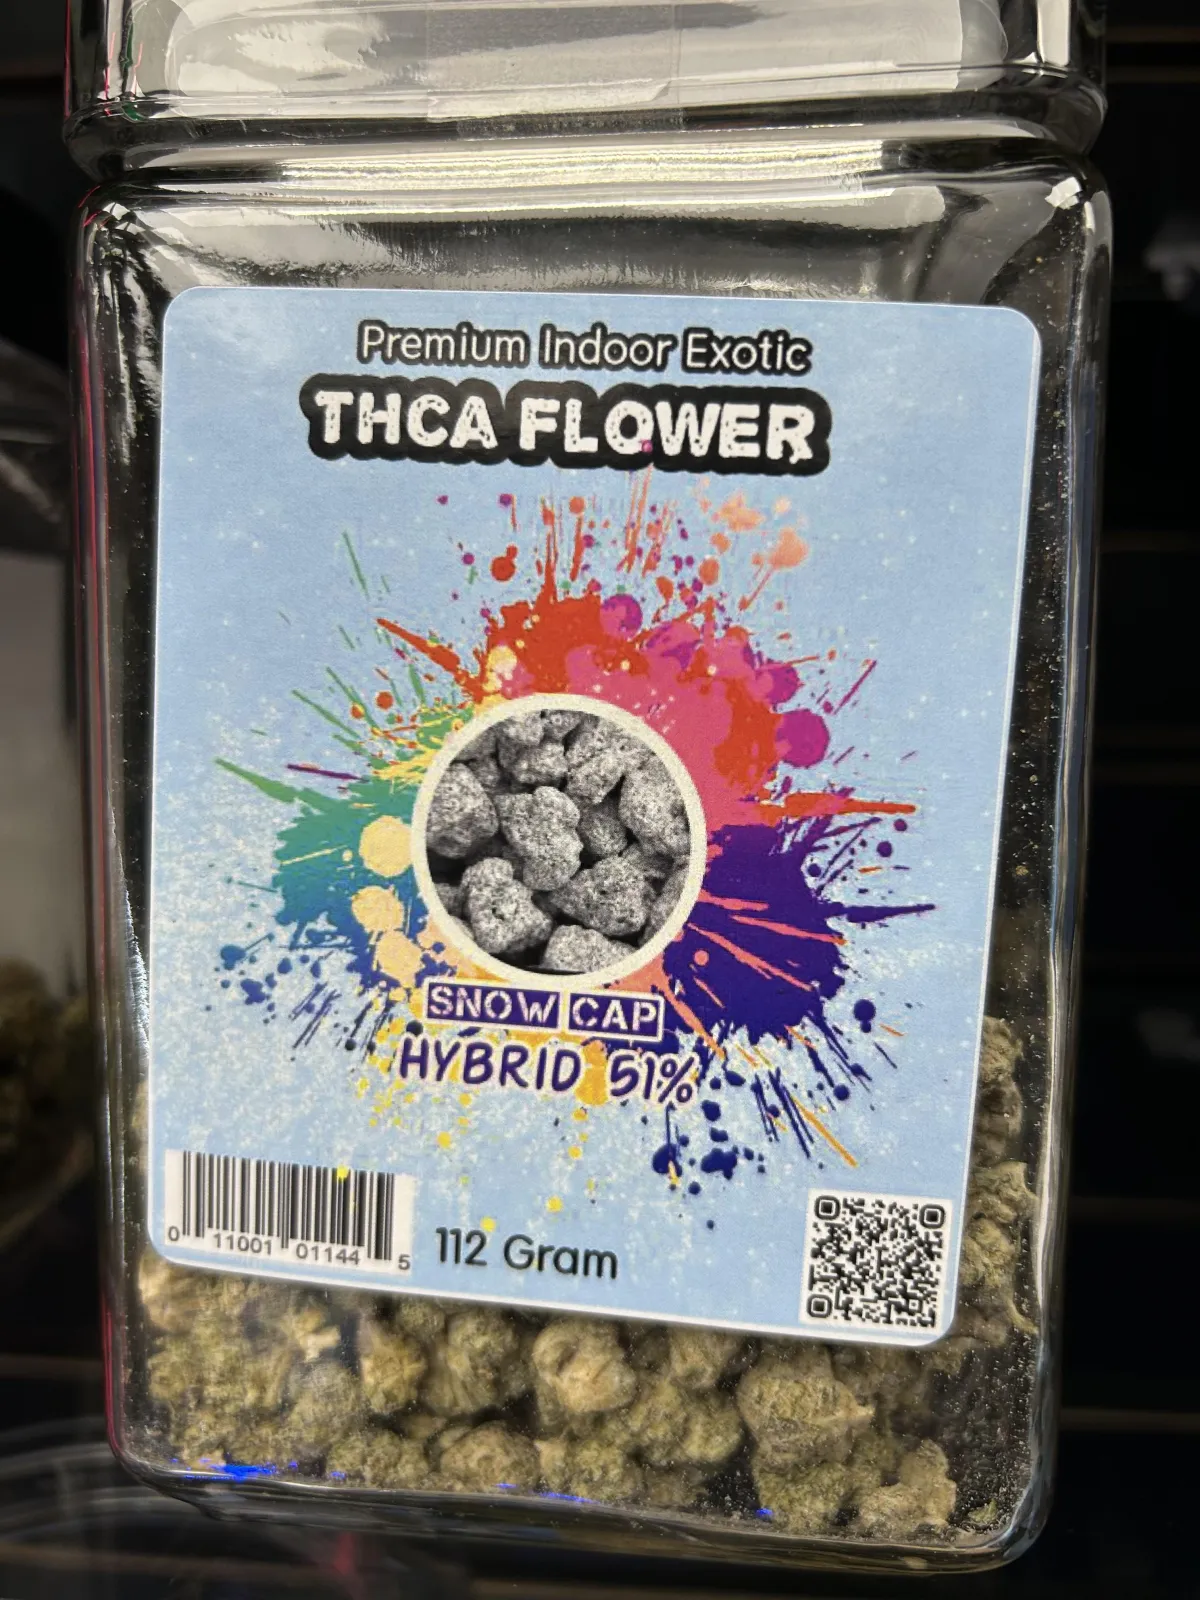 Premium Indoor Exotic
THCA FLOWER
SNOW CAP
HYBRID 51%
0 11001 01144 5
112 Gram